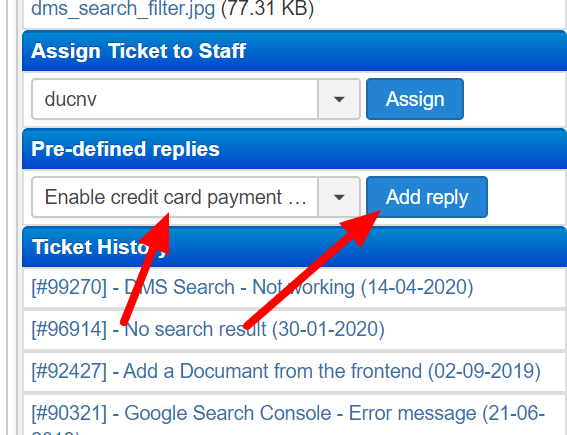 dms_search_filter.jpg (77.31 KB)
Assign Ticket to Staff
ducnv
Assign
Pre-defined replies
Enable credit card payment ...
Add reply
Ticket History
[#99270] - DMS Search - Not working (14-04-2020)
[#96914] - No search result (30-01-2020)
[#92427] - Add a Documant from the frontend (02-09-2019)
[#90321] - Google Search Console - Error message (21-06-
2019)